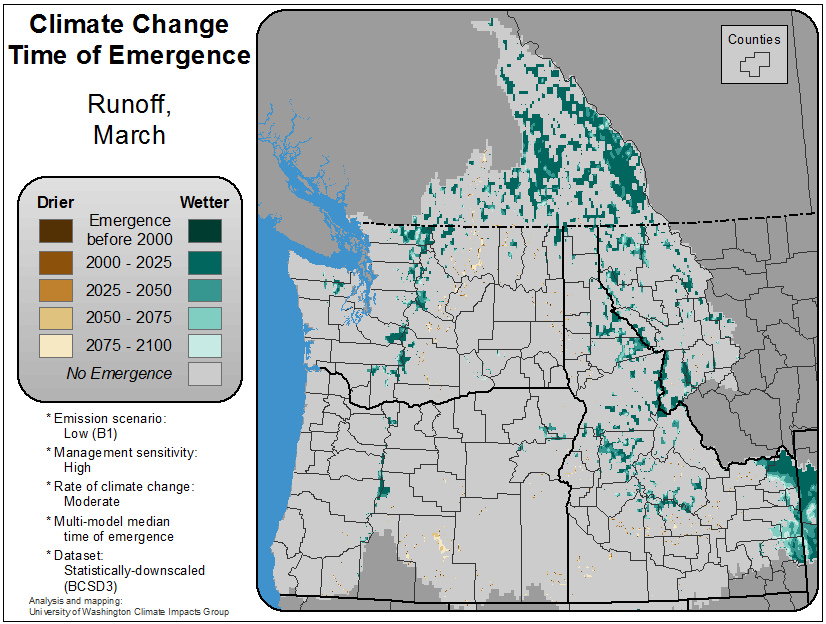 Climate Change
Time of Emergence
Runoff,
March
Drier
Wetter
Emergence
before 2000
2000 - 2025
2025 - 2050
2050 - 2075
2075 - 2100
No Emergence
* Emission scenario:
Low (B1)
* Management sensitivity:
High
* Rate of climate change:
Moderate
* Multi-model median
time of emergence
* Dataset:
Statistically-downscaled
(BCSD3)
Analysis and mapping:
University of Washington Climate Impacts Group
Counties